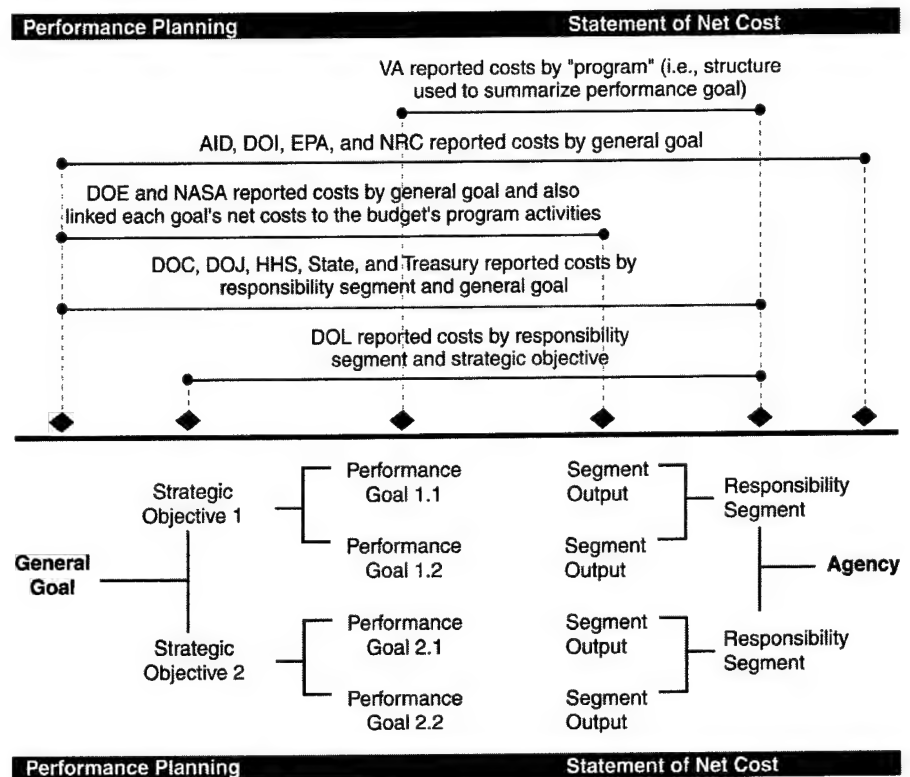 Performance Planning Statement of Net Cost
VA reported costs by "program" (i.e., structure
used to summarize performance goal)
AID, DOI, EPA, and NRC reported costs by general goal
DOE and NASA reported costs by general goal and also
linked each goal's net costs to the budget's program activities
DOC, DOJ, HHS, State, and Treasury reported costs by
responsibility segment and general goal
DOL reported costs by responsibility
segment and strategic objective
General
Goal
Strategic
Objective 1
Strategic
Objective 2
Performance
Goal 1.1
Performance
Goal 1.2
Performance
Goal 2.1
Performance
Goal 2.2
Segment
Output
Segment
Output
Segment
Output
Segment
Output
Responsibility
Segment
Responsibility
Segment
Agency
Performance Planning Statement of Net Cost